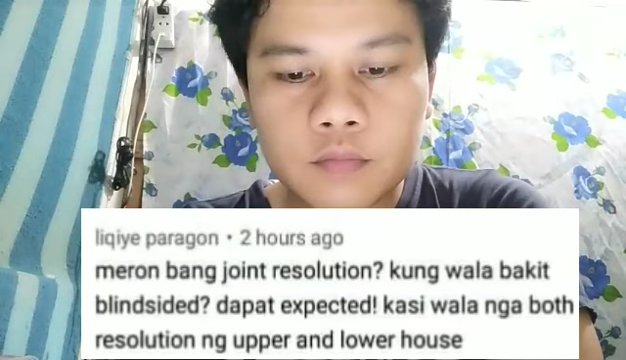 liqiye paragon • 2 hours ago
meron bang joint resolution? kung wala bakit
blindsided? dapat expected! kasi wala nga both
resolution ng upper and lower house